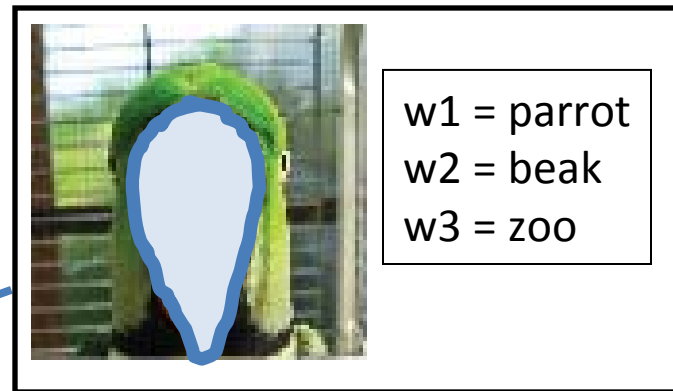 w1 = parrot
w2 = beak
w3 = zoo